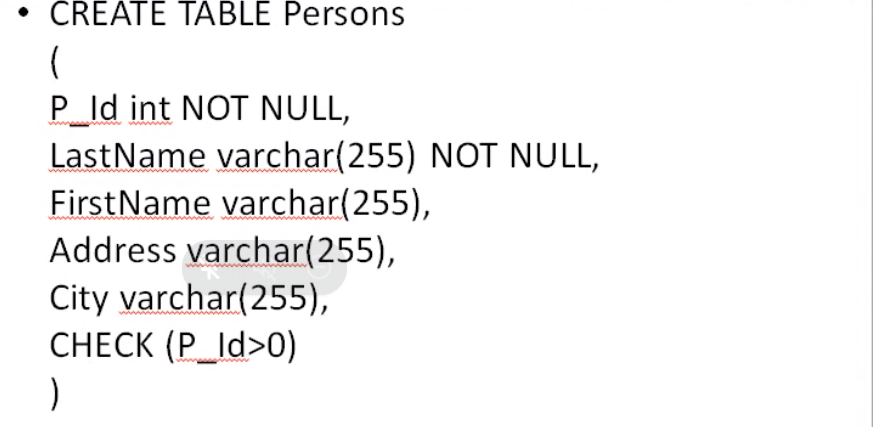 • CREATE TABLE Persons
(
P_Id int NOT NULL,
LastName varchar(255) NOT NULL,
FirstName varchar(255),
Address varchar(255),
City varchar(255),
CHECK (P_Id>0)
)